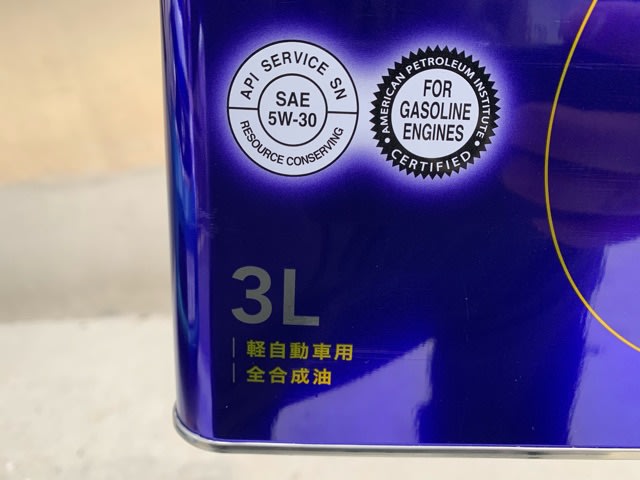 API SERVICE SN
SAE
5W-30
RESOURCE CONSERVING
AMERICAN PETROLEUM INSTITUTE
FOR
GASOLINE
ENGINES
CERTIFIED
3L
軽自動車用
全合成油